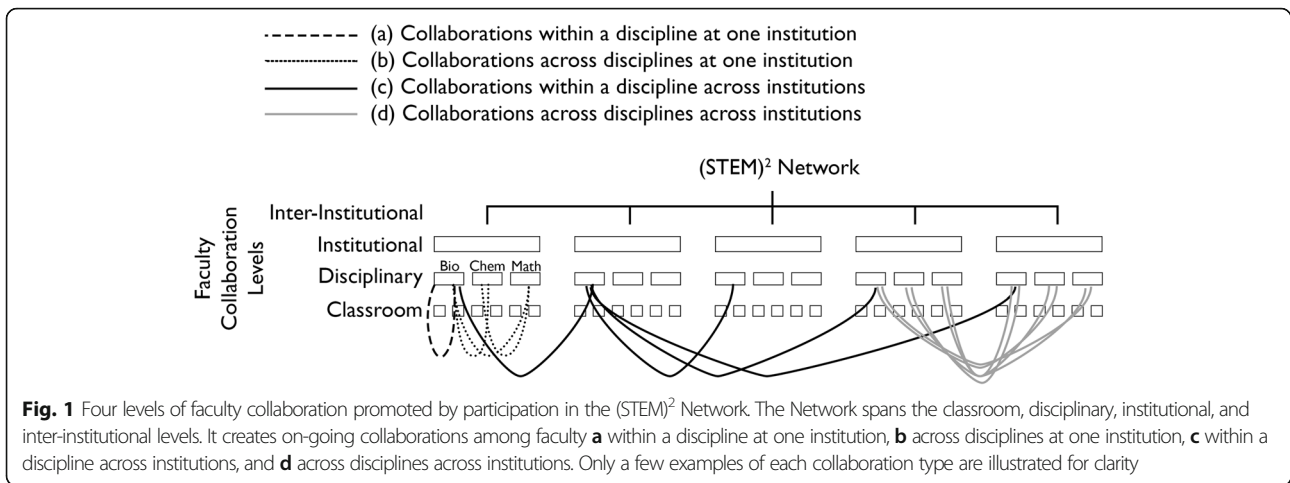 (a) Collaborations within a discipline at one institution
(b) Collaborations across disciplines at one institution
(c) Collaborations within a discipline across institutions
(d) Collaborations across disciplines across institutions
(STEM)² Network
Faculty
Collaboration
Levels
Inter-Institutional
Institutional
Disciplinary
Classroom
Bio Chem Math
Fig. 1 Four levels of faculty collaboration promoted by participation in the (STEM)² Network. The Network spans the classroom, disciplinary, institutional, and
inter-institutional levels. It creates on-going collaborations among faculty a within a discipline at one institution, b across disciplines at one institution, c within a
discipline across institutions, and d across disciplines across institutions. Only a few examples of each collaboration type are illustrated for clarity